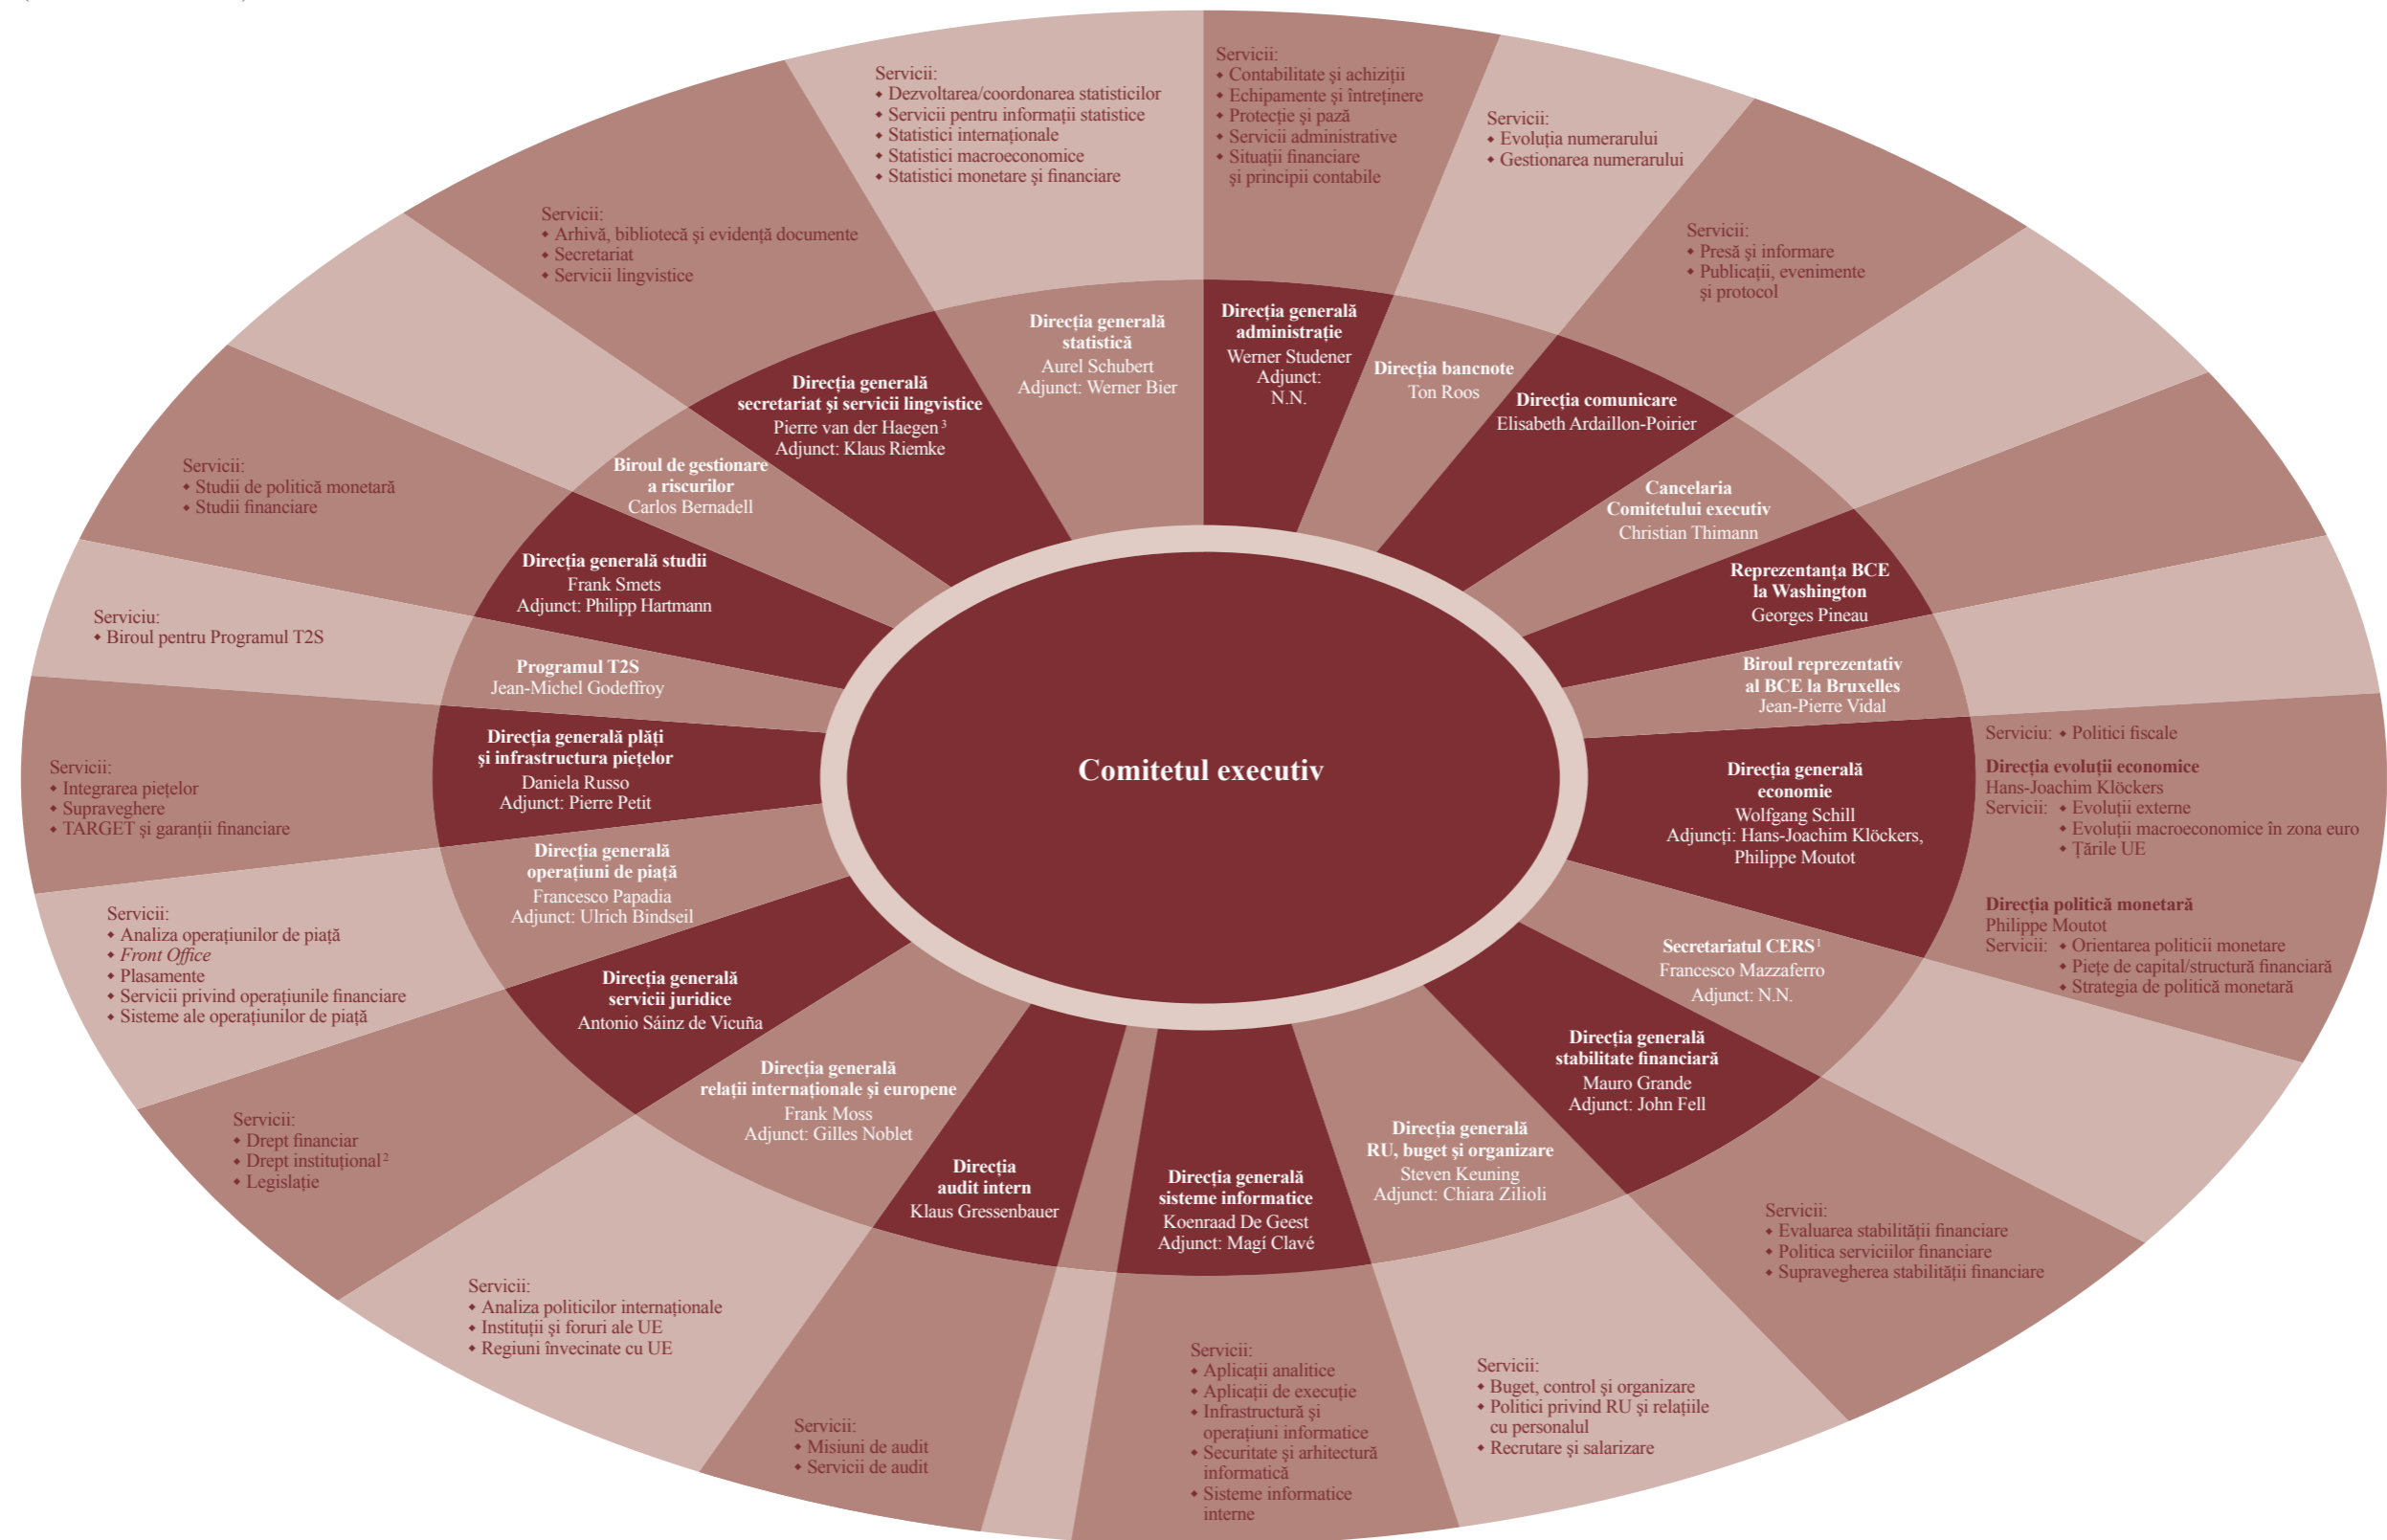 Comitetul executiv
Servicii:
◆ Contabilitate şi achiziţii
◆ Echipamente şi întreţinere
◆ Protecţie şi pază
◆ Servicii administrative
◆ Situaţii financiare
şi principii contabile
Direcţia generală
administraţie
Werner Studener
Adjunct:
N.N.
Servicii:
◆ Evoluţia numerarului
◆ Gestionarea numerarului
Direcţia bancnote
Ton Roos
Servicii:
◆ Presă şi informare
◆ Publicaţii, evenimente
şi protocol
Direcţia comunicare
Elisabeth Ardaillon-Poirier
Cancelaria
Comitetului executiv
Christian Thimann
Reprezentanţa BCE
la Washington
Georges Pineau
Biroul reprezentativ
al BCE la Bruxelles
Jean-Pierre Vidal
Direcţia generală
economie
Wolfgang Schill
Adjuncţi: Hans-Joachim Klöckers,
Philippe Moutot
Serviciu: ◆ Politici fiscale
Direcţia evoluţii economice
Hans-Joachim Klöckers
Servicii: ◆ Evoluţii externe
◆ Evoluţii macroeconomice în zona euro
◆ Ţările UE
Direcţia politică monetară
Philippe Moutot
Servicii: ◆ Orientarea politicii monetare
◆ Pieţe de capital/structură financiară
◆ Strategia de politică monetară
Secretariatul CERS¹
Francesco Mazzaferro
Adjunct: N.N.
Direcţia generală
stabilitate financiară
Mauro Grande
Adjunct: John Fell
Servicii:
◆ Evaluarea stabilităţii financiare
◆ Politica serviciilor financiare
◆ Supravegherea stabilităţii financiare
Direcţia generală
RU, buget şi organizare
Steven Keuning
Adjunct: Chiara Zilioli
Servicii:
◆ Buget, control şi organizare
◆ Politici privind RU şi relaţiile
cu personalul
◆ Recrutare şi salarizare
Direcţia generală
sisteme informatice
Koenraad De Geest
Adjunct: Magí Clavé
Servicii:
◆ Aplicaţii analitice
◆ Aplicaţii de execuţie
◆ Infrastructură şi
operaţiuni informatice
◆ Securitate şi arhitectură
informatică
◆ Sisteme informatice
interne
Direcţia
audit intern
Klaus Gressenbauer
Servicii:
◆ Misiuni de audit
◆ Servicii de audit
Direcţia generală
relaţii internaţionale şi europene
Frank Moss
Adjunct: Gilles Noblet
Servicii:
◆ Analiza politicilor internaţionale
◆ Instituţii şi foruri ale UE
◆ Regiuni învecinate cu UE
Direcţia generală
servicii juridice
Antonio Sáinz de Vicuña
Servicii:
◆ Drept financiar
◆ Drept instituţional²
◆ Legislaţie
Direcţia generală
operaţiuni de piaţă
Francesco Papadia
Adjunct: Ulrich Bindseil
Servicii:
◆ Analiza operaţiunilor de piaţă
◆ Front Office
◆ Plasamente
◆ Servicii privind operaţiunile financiare
◆ Sisteme ale operaţiunilor de piaţă
Direcţia generală plăţi
şi infrastructura pieţelor
Daniela Russo
Adjunct: Pierre Petit
Servicii:
◆ Integrarea pieţelor
◆ Supraveghere
◆ TARGET şi garanţii financiare
Programul T2S
Jean-Michel Godeffroy
Serviciu:
◆ Biroul pentru Programul T2S
Direcţia generală studii
Frank Smets
Adjunct: Philipp Hartmann
Servicii:
◆ Studii de politică monetară
◆ Studii financiare
Biroul de gestionare
a riscurilor
Carlos Bernadell
Direcţia generală
secretariat şi servicii lingvistice
Pierre van der Haegen³
Adjunct: Klaus Riemke
Servicii:
◆ Arhivă, bibliotecă şi evidenţă documente
◆ Secretariat
◆ Servicii lingvistice
Direcţia generală
statistică
Aurel Schubert
Adjunct: Werner Bier
Servicii:
◆ Dezvoltarea/coordonarea statisticilor
◆ Servicii pentru informaţii statistice
◆ Statistici internaţionale
◆ Statistici macroeconomice
◆ Statistici monetare şi financiare